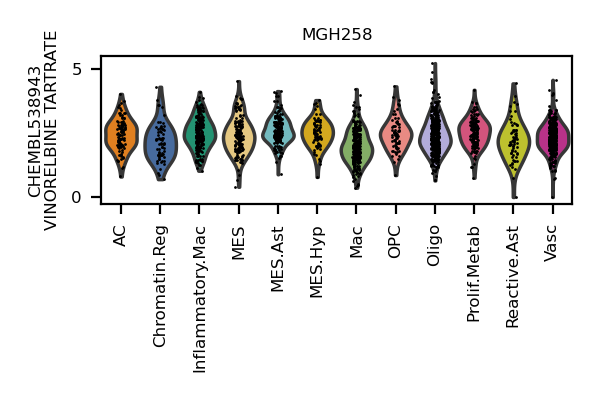 MGH258
CHEMBL538943
VINORELBINE TARTRATE
5
0
AC
Chromatin.Reg
Inflammatory.Mac
MES
MES.Ast
MES.Hyp
Mac
OPC
Oligo
Prolif.Metab
Reactive.Ast
Vasc